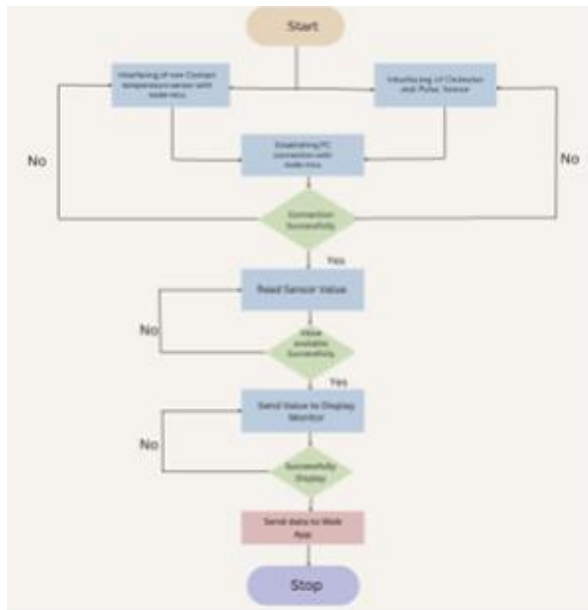 Start
Interfacing of non Contact
temperature sensor with
node mcu
Interfacing of Oximeter
and Pulse Sensor
Establishing PC
connection with
node mcu
No
No
Connection
Successfully
Yes
Read Sensor Value
No
Value
available
Successfully
Yes
Send Value to Display
Monitor
No
Successfully
Display
Send data to Web
App
Stop